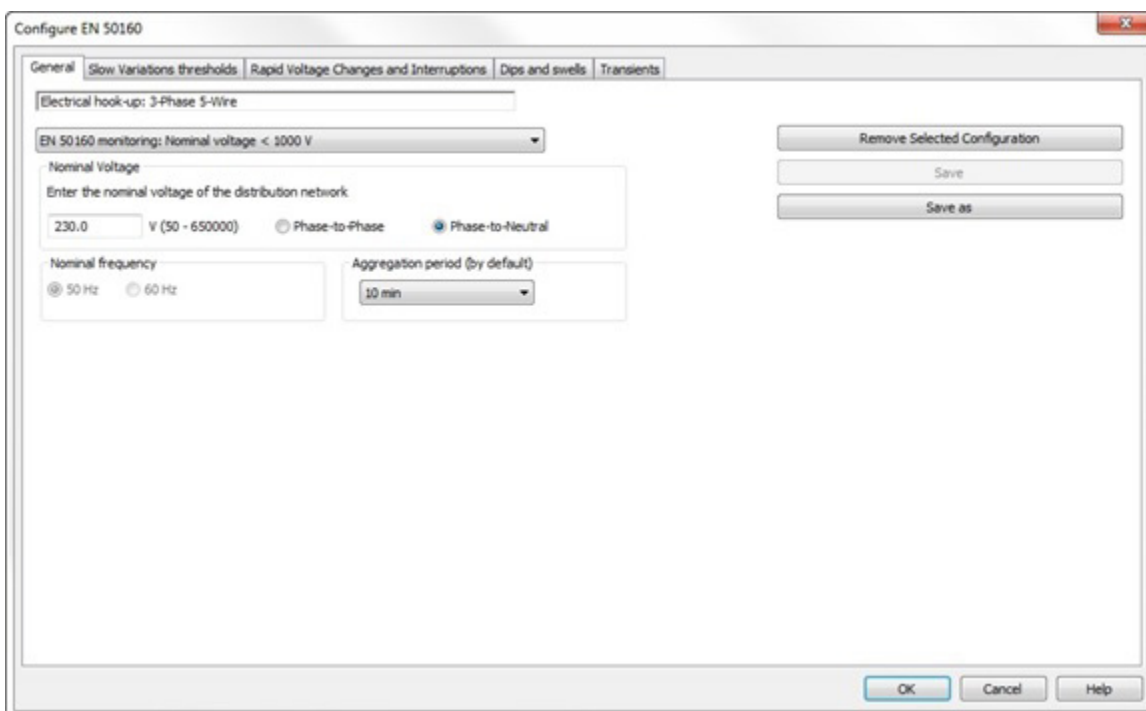 Configure EN 50160
General Slow Variations thresholds Rapid Voltage Changes and Interruptions Dips and swells Transients
Electrical hook-up: 3-Phase 5-Wire
EN 50160 monitoring: Nominal voltage < 1000 V
Remove Selected Configuration
Nominal Voltage
Save
Enter the nominal voltage of the distribution network
Save as
230.0 V (50 - 650000) Phase-to-Phase Phase-to-Neutral
Nominal frequency Aggregation period (by default)
50 Hz 60 Hz 10 min
OK Cancel Help